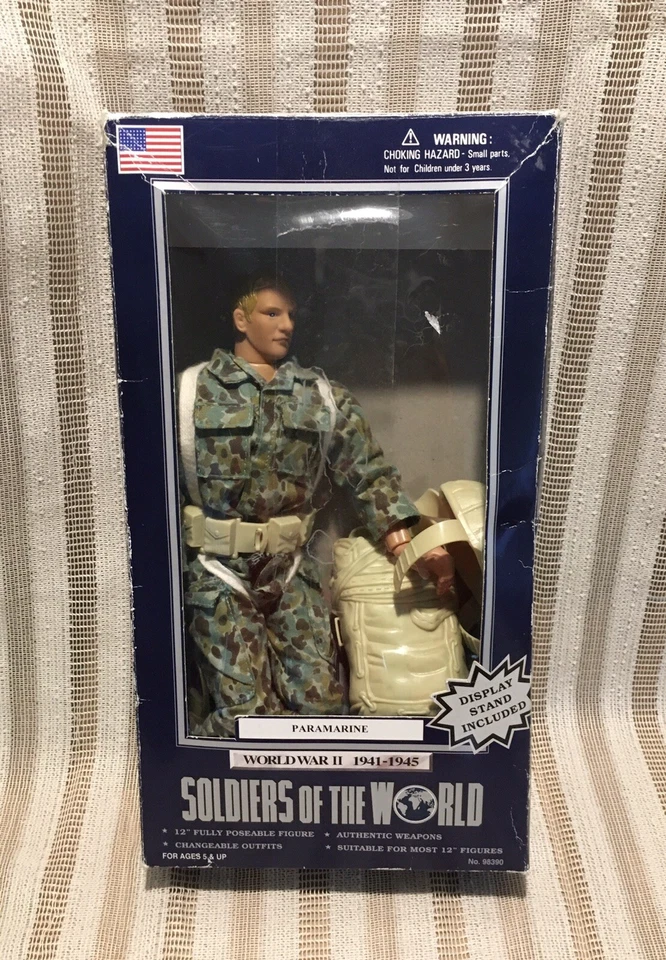 WARNING:
CHOKING HAZARD - Small parts.
Not for Children under 3 years.
DISPLAY
STAND
INCLUDED
PARAMARINE
WORLD WAR II 1941-1945
SOLDIERS OF THE WORLD
★ 12" FULLY POSEABLE FIGURE ★ AUTHENTIC WEAPONS
★ CHANGEABLE OUTFITS ★ SUITABLE FOR MOST 12" FIGURES
FOR AGES 5 & UP No. 98390